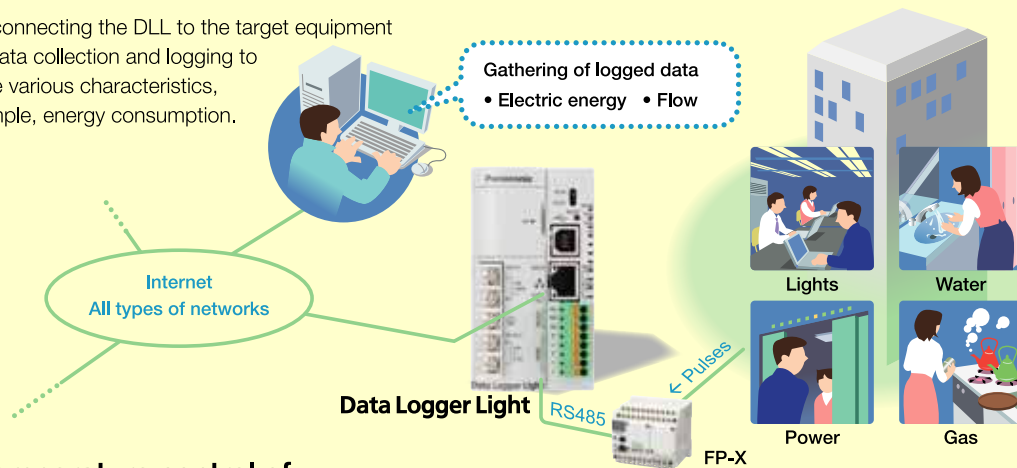 connecting the DLL to the target equipment
ata collection and logging to
e various characteristics,
mple, energy consumption.
Gathering of logged data
• Electric energy • Flow
Panasonic
Internet
All types of networks
Lights
Water
← Pulses
Data Logger Light
RS485
FP-X
Power
Gas